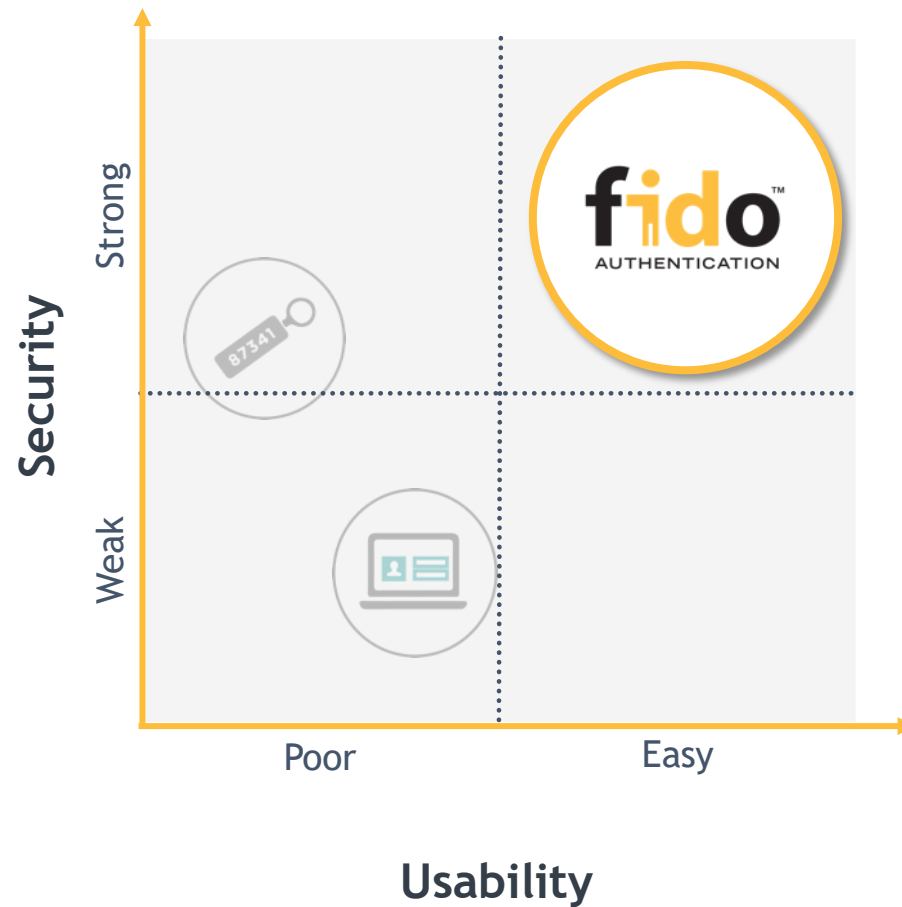 Security
Strong
Weak
87341
fido™
AUTHENTICATION
Poor
Easy
Usability